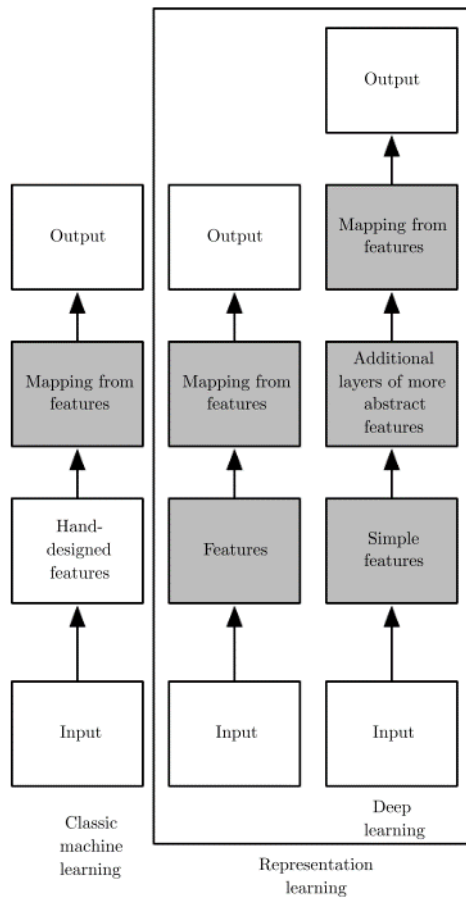 Output
Mapping from
features
Hand-
designed
features
Input
Classic
machine
learning
Output
Mapping from
features
Features
Input
Output
Mapping from
features
Additional
layers of more
abstract
features
Simple
features
Input
Deep
learning
Representation
learning